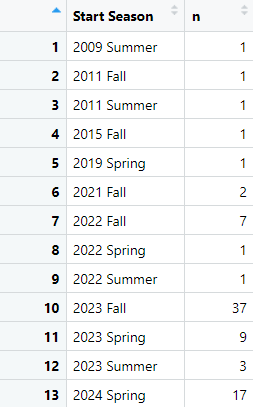 Start Season n
1 2009 Summer 1
2 2011 Fall 1
3 2011 Summer 1
4 2015 Fall 1
5 2019 Spring 1
6 2021 Fall 2
7 2022 Fall 7
8 2022 Spring 1
9 2022 Summer 1
10 2023 Fall 37
11 2023 Spring 9
12 2023 Summer 3
13 2024 Spring 17